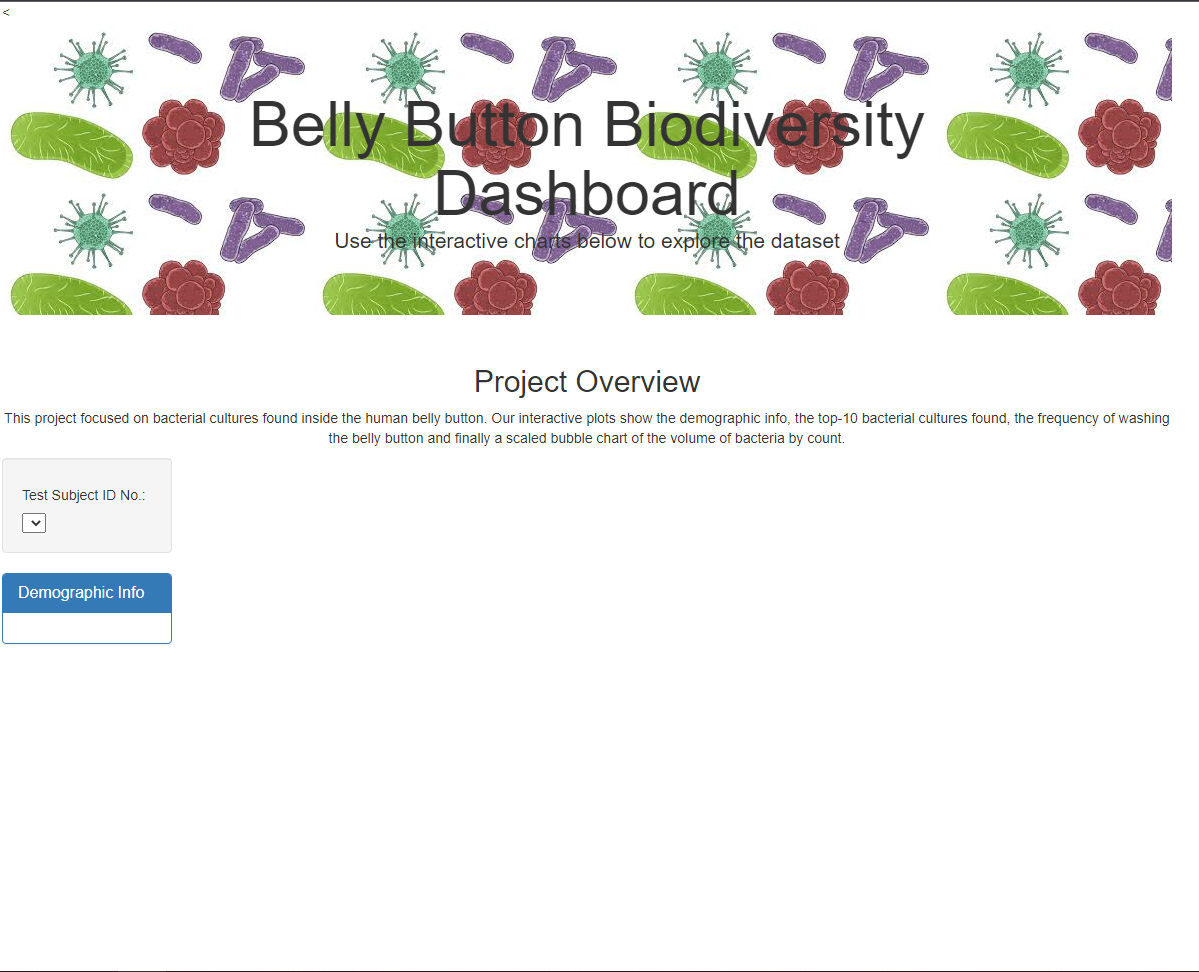 <
Belly Button Biodiversity
Dashboard
Use the interactive charts below to explore the dataset
Project Overview
This project focused on bacterial cultures found inside the human belly button. Our interactive plots show the demographic info, the top-10 bacterial cultures found, the frequency of washing
the belly button and finally a scaled bubble chart of the volume of bacteria by count.
Test Subject ID No.:
Demographic Info